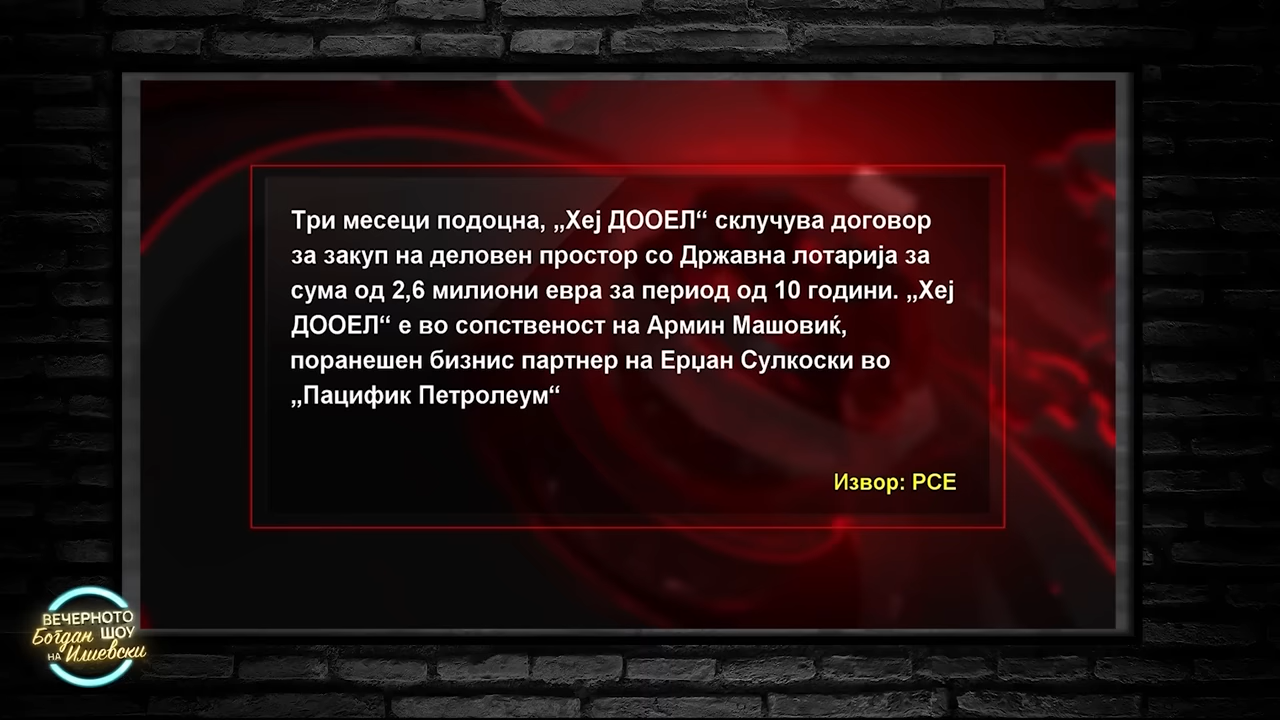 Три месеци подоцна, „Хеј ДООЕЛ“ склучува договор
за закуп на деловен простор со Државна лотарија за
сума од 2,6 милиони евра за период од 10 години. „Хеј
ДООЕЛ“ е во сопственост на Армин Машовиќ,
поранешен бизнис партнер на Ерџан Сулкоски во
„Пацифик Петролеум“
Извор: РСЕ
ВЕЧЕРНОТО
Богдан ШОУ
НА Илиевски